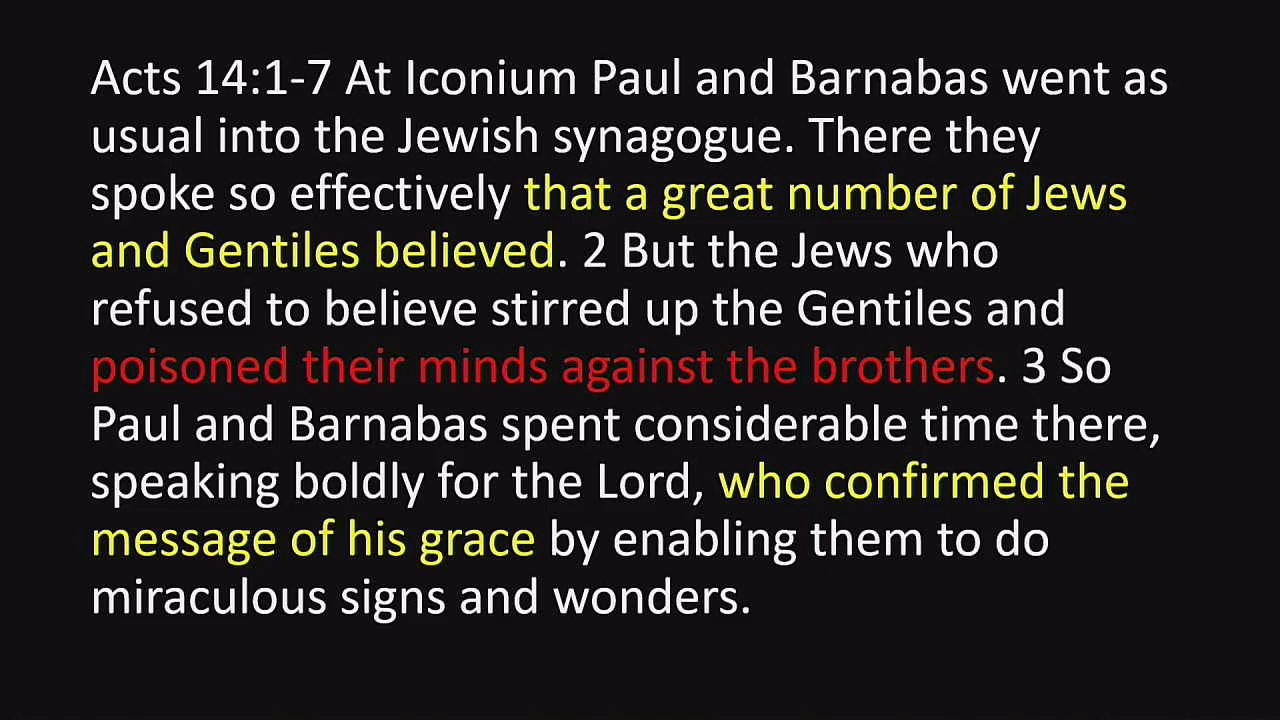 Acts 14:1-7 At Iconium Paul and Barnabas went as
usual into the Jewish synagogue. There they
spoke so effectively that a great number of Jews
and Gentiles believed. 2 But the Jews who
refused to believe stirred up the Gentiles and
poisoned their minds against the brothers. 3 So
Paul and Barnabas spent considerable time there,
speaking boldly for the Lord, who confirmed the
message of his grace by enabling them to do
miraculous signs and wonders.